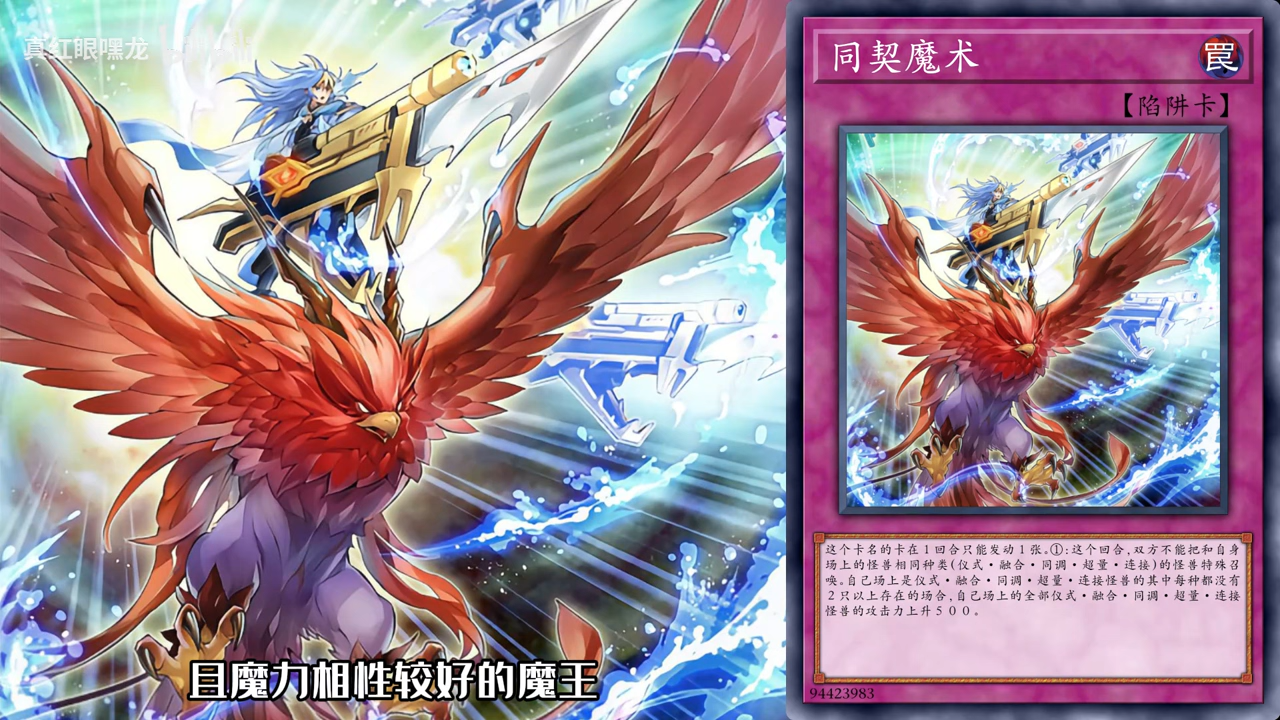 真红眼嘿龙
同契魔术
罠
【陷阱卡】
这个卡名的卡在1回合只能发动1张。①:这个回合,双方不能把和自身
场上的怪兽相同种类(仪式・融合・同调・超量・连接)的怪兽特殊召
唤。自己场上是仪式・融合・同调・超量・连接怪兽的其中每种都没有
2只以上存在的场合,自己场上的全部仪式・融合・同调・超量・连接
怪兽的攻击力上升500。
94423983
且魔力相性较好的魔王